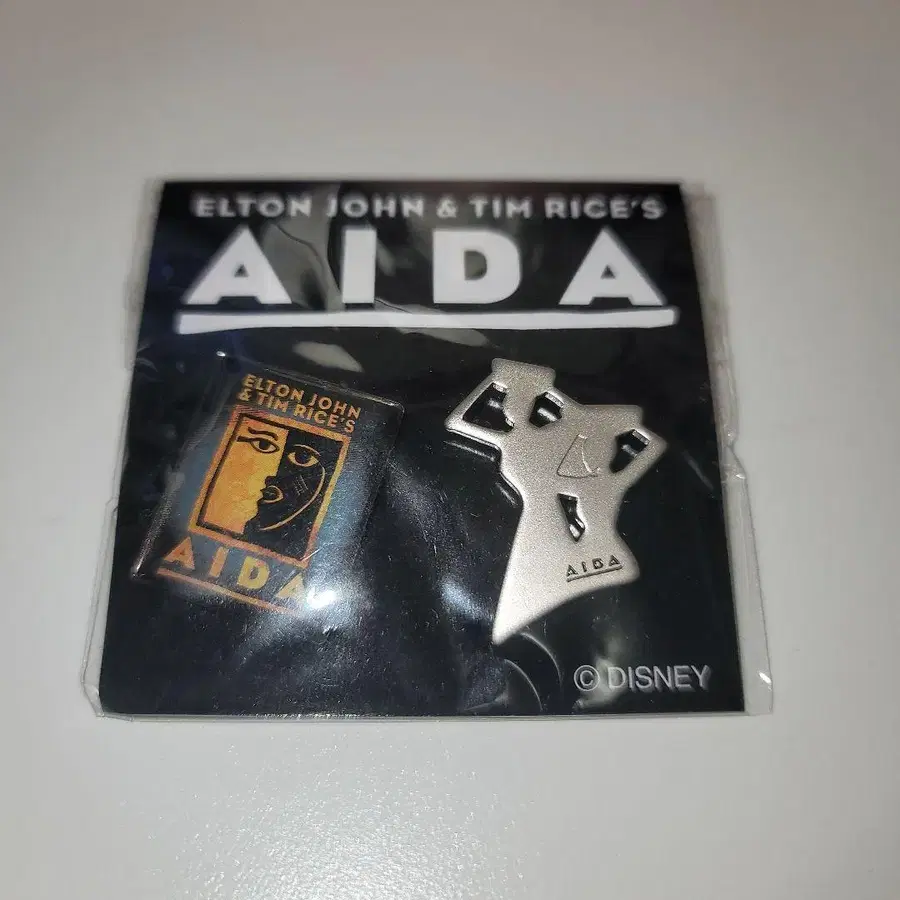 ELTON JOHN & TIM RICE'S
AIDA
ELTON JOHN
& TIM RICE'S
AIDA
AIDA
© DISNEY